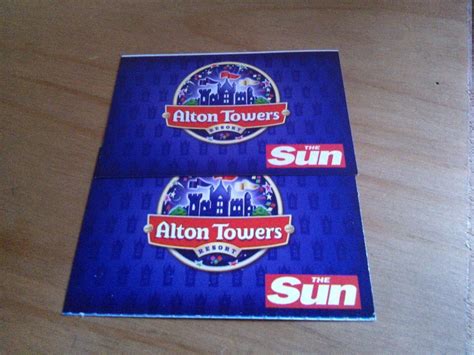 Alton Towers
RESORT
THE
Sun
Alton Towers
RESORT
THE
Sun